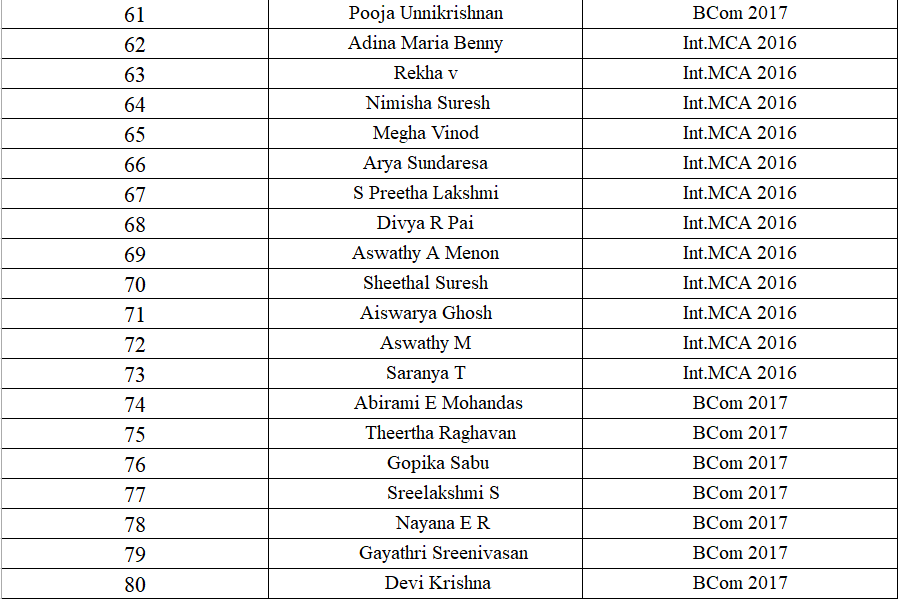 61 Pooja Unnikrishnan BCom 2017
62 Adina Maria Benny Int.MCA 2016
63 Rekha v Int.MCA 2016
64 Nimisha Suresh Int.MCA 2016
65 Megha Vinod Int.MCA 2016
66 Arya Sundaresa Int.MCA 2016
67 S Preetha Lakshmi Int.MCA 2016
68 Divya R Pai Int.MCA 2016
69 Aswathy A Menon Int.MCA 2016
70 Sheethal Suresh Int.MCA 2016
71 Aiswarya Ghosh Int.MCA 2016
72 Aswathy M Int.MCA 2016
73 Saranya T Int.MCA 2016
74 Abirami E Mohandas BCom 2017
75 Theertha Raghavan BCom 2017
76 Gopika Sabu BCom 2017
77 Sreelakshmi S BCom 2017
78 Nayana E R BCom 2017
79 Gayathri Sreenivasan BCom 2017
80 Devi Krishna BCom 2017